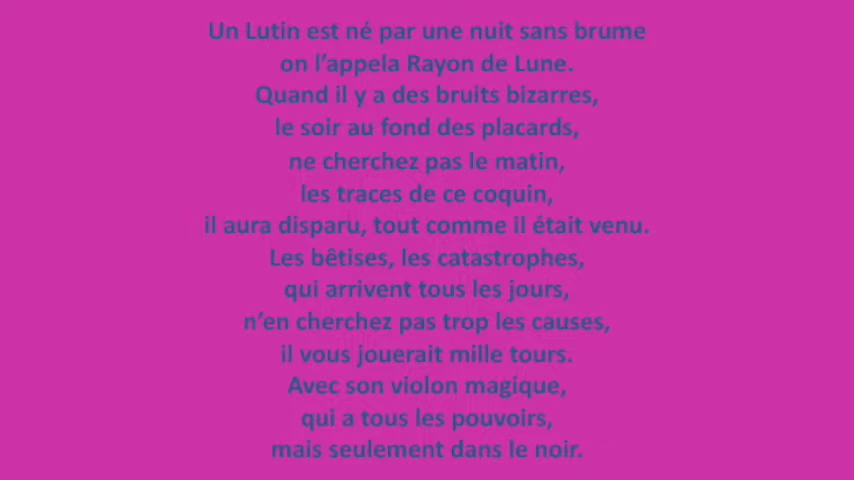 Un Lutin est né par une nuit sans brume
on l’appela Rayon de Lune.
Quand il y a des bruits bizarres,
le soir au fond des placards,
ne cherchez pas le matin,
les traces de ce coquin,
il aura disparu, tout comme il était venu.
Les bêtises, les catastrophes,
qui arrivent tous les jours,
n’en cherchez pas trop les causes,
il vous jouerait mille tours.
Avec son violon magique,
qui a tous les pouvoirs,
mais seulement dans le noir.